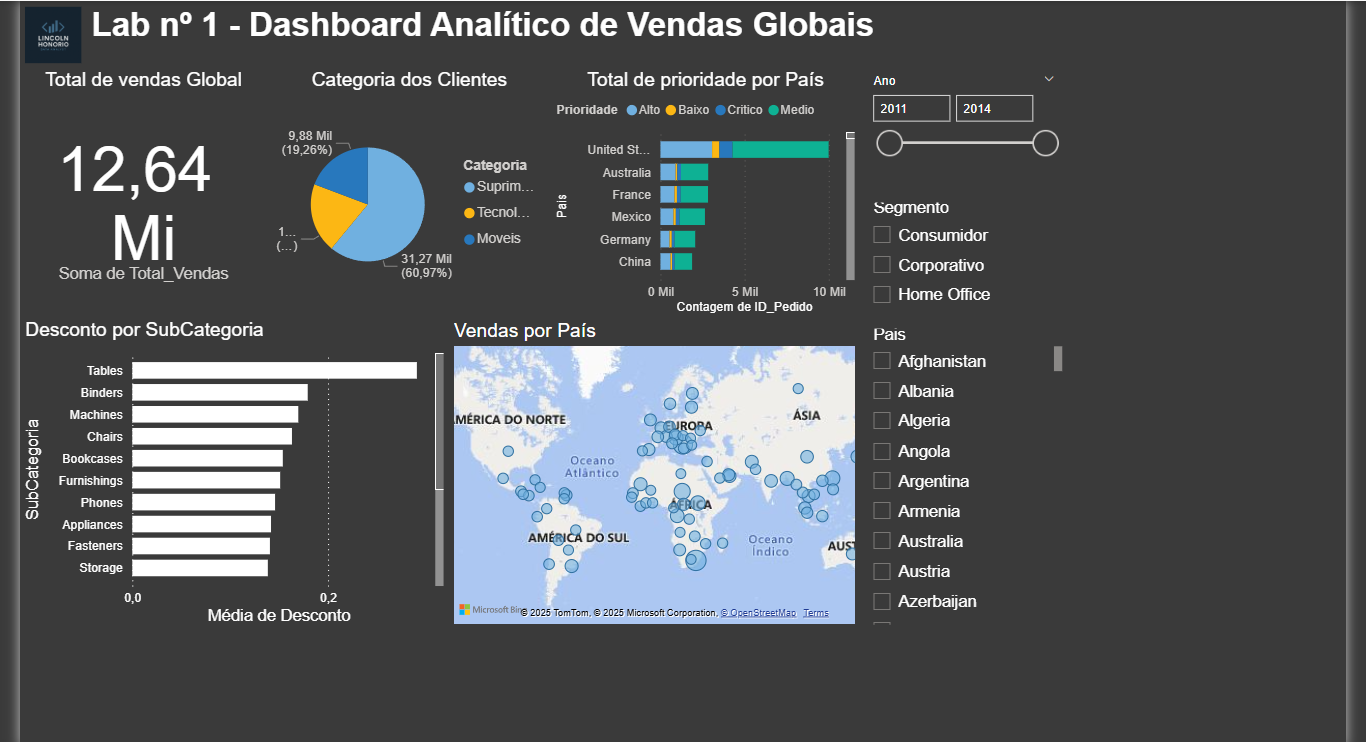 LINCOLN
HONORIO
Lab nº 1 - Dashboard Analítico de Vendas Globais
Total de vendas Global
12,64
Mi
Soma de Total_Vendas
Categoria dos Clientes
9,88 Mil
(19,26%)
1...
(...)
31,27 Mil
(60,97%)
Categoria
Suprim...
Tecnol...
Moveis
Total de prioridade por País
Prioridade Alto Baixo Critico Medio
Pais
United St...
Australia
France
Mexico
Germany
China
0 Mil 5 Mil 10 Mil
Contagem de ID_Pedido
Ano
2011 2014
Segmento
Consumidor
Corporativo
Home Office
Desconto por SubCategoria
SubCategoria
Tables
Binders
Machines
Chairs
Bookcases
Furnishings
Phones
Appliances
Fasteners
Storage
0,0 0,2
Média de Desconto
Vendas por País
AMÉRICA DO NORTE
EUROPA
ÁSIA
Oceano
Atlântico
ÁFRICA
AMÉRICA DO SUL
Oceano
Índico
AUST
Microsoft Bin
© 2025 TomTom, © 2025 Microsoft Corporation, © OpenStreetMap Terms
Pais
Afghanistan
Albania
Algeria
Angola
Argentina
Armenia
Australia
Austria
Azerbaijan